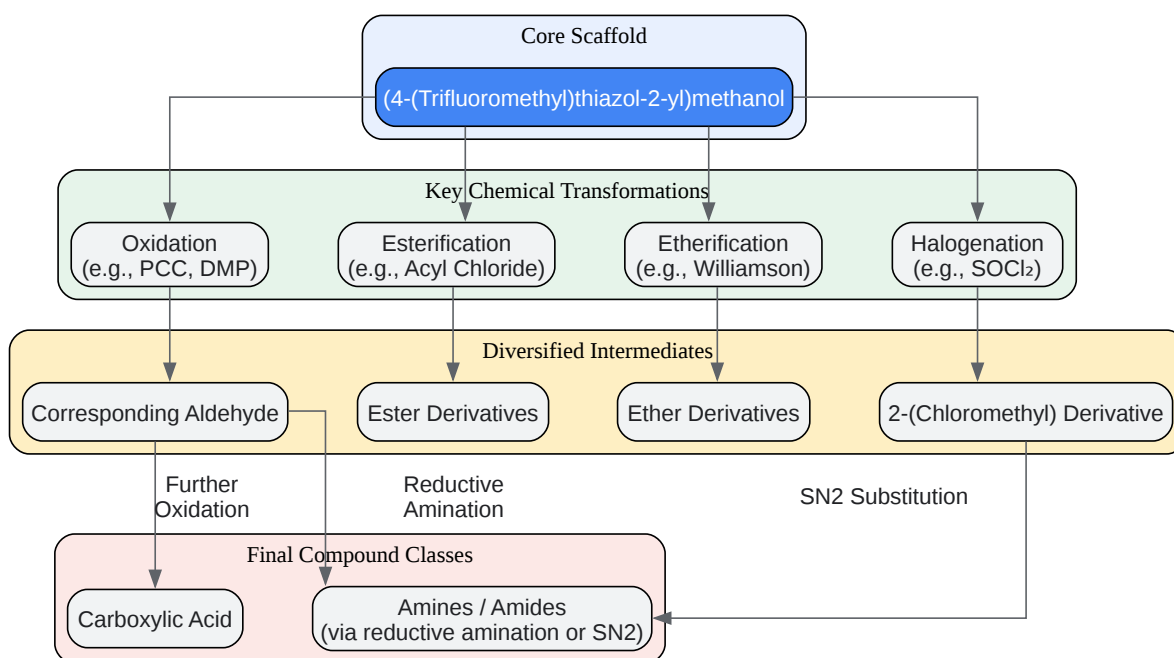 Core Scaffold
(4-(Trifluoromethyl)thiazol-2-yl)methanol
Key Chemical Transformations
Oxidation
(e.g., PCC, DMP)
Esterification
(e.g., Acyl Chloride)
Etherification
(e.g., Williamson)
Halogenation
(e.g., SOCl₂)
Diversified Intermediates
Corresponding Aldehyde
Ester Derivatives
Ether Derivatives
2-(Chloromethyl) Derivative
Further
Oxidation
Reductive
Amination
SN2 Substitution
Final Compound Classes
Carboxylic Acid
Amines / Amides
(via reductive amination or SN2)